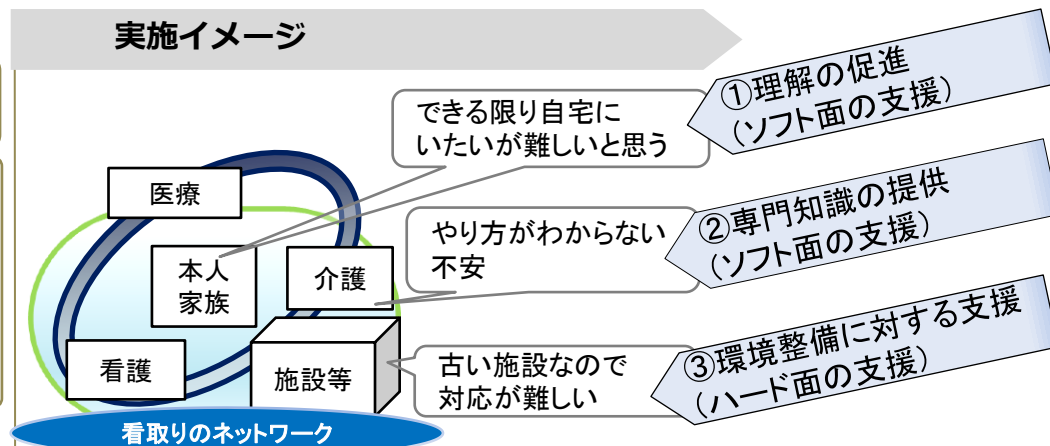 実施イメージ
できる限り自宅に
いたいが難しいと思う
①理解の促進
(ソフト面の支援)
医療
やり方がわからない
不安
②専門知識の提供
(ソフト面の支援)
本人
家族
介護
看護
施設等
古い施設なので
対応が難しい
③環境整備に対する支援
(ハード面の支援)
看取りのネットワーク